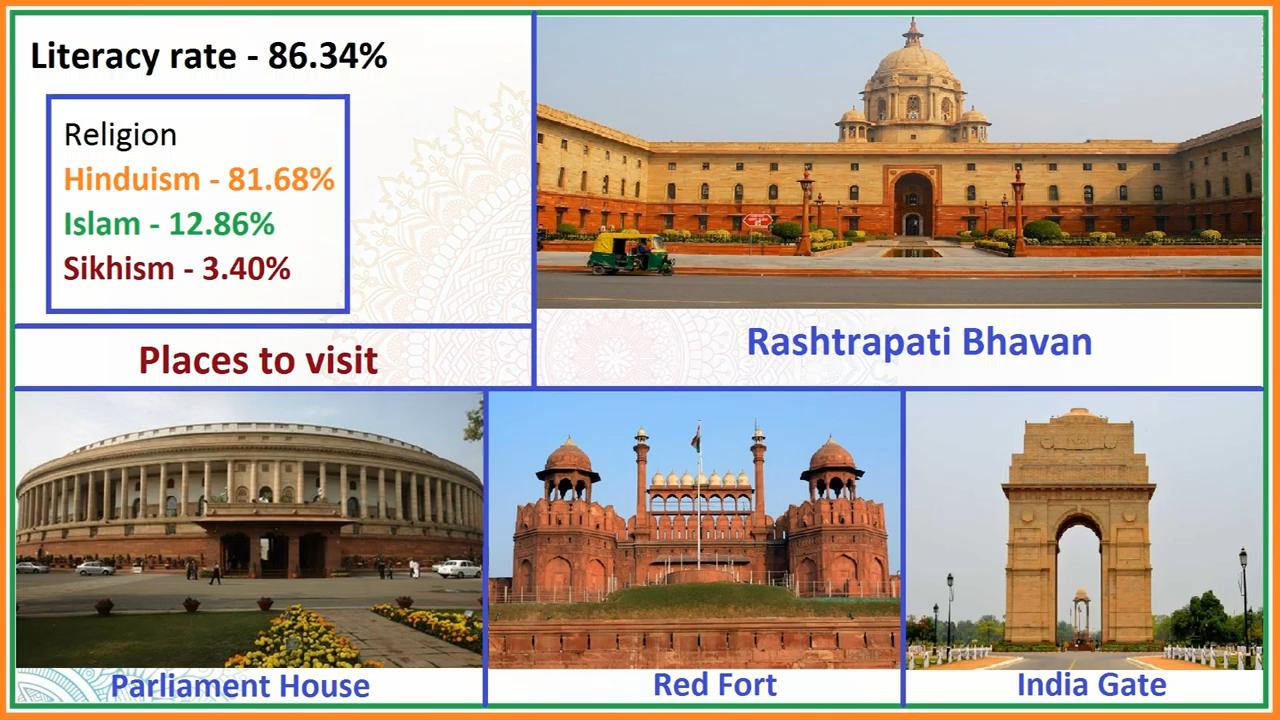 Literacy rate - 86.34%
Religion
Hinduism - 81.68%
Islam - 12.86%
Sikhism - 3.40%
Rashtrapati Bhavan
Places to visit
Parliament House
Red Fort
India Gate